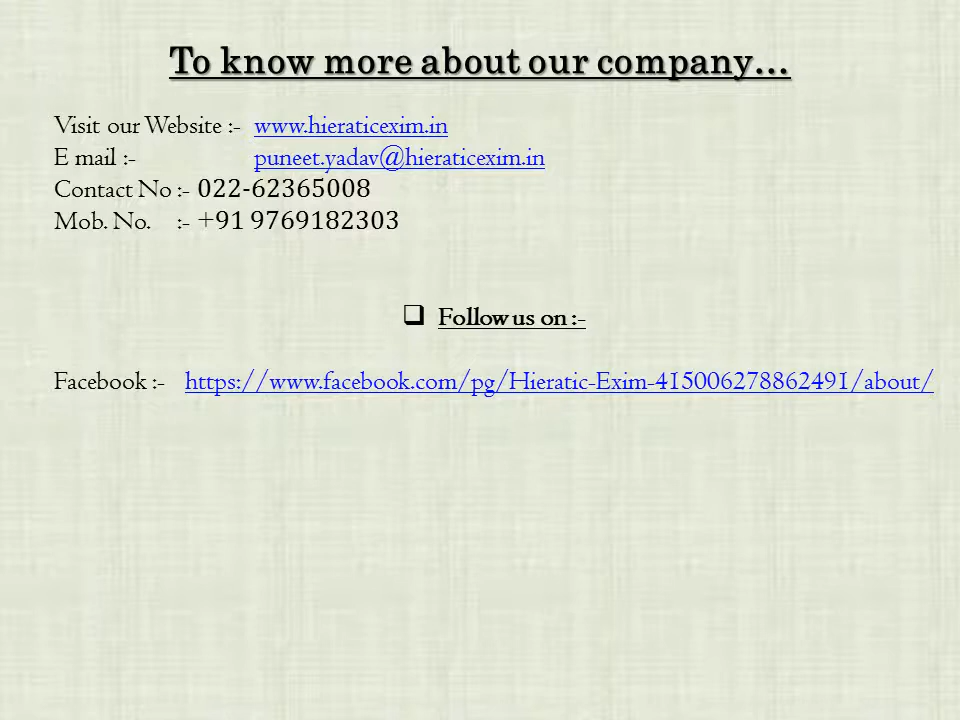 To know more about our company…
Visit our Website :- www.hieraticexim.in
E mail :- puneet.yadav@hieraticexim.in
Contact No :- 022-62365008
Mob. No. :- +91 9769182303
❑ Follow us on :-
Facebook :- https://www.facebook.com/pg/Hieratic-Exim-415006278862491/about/